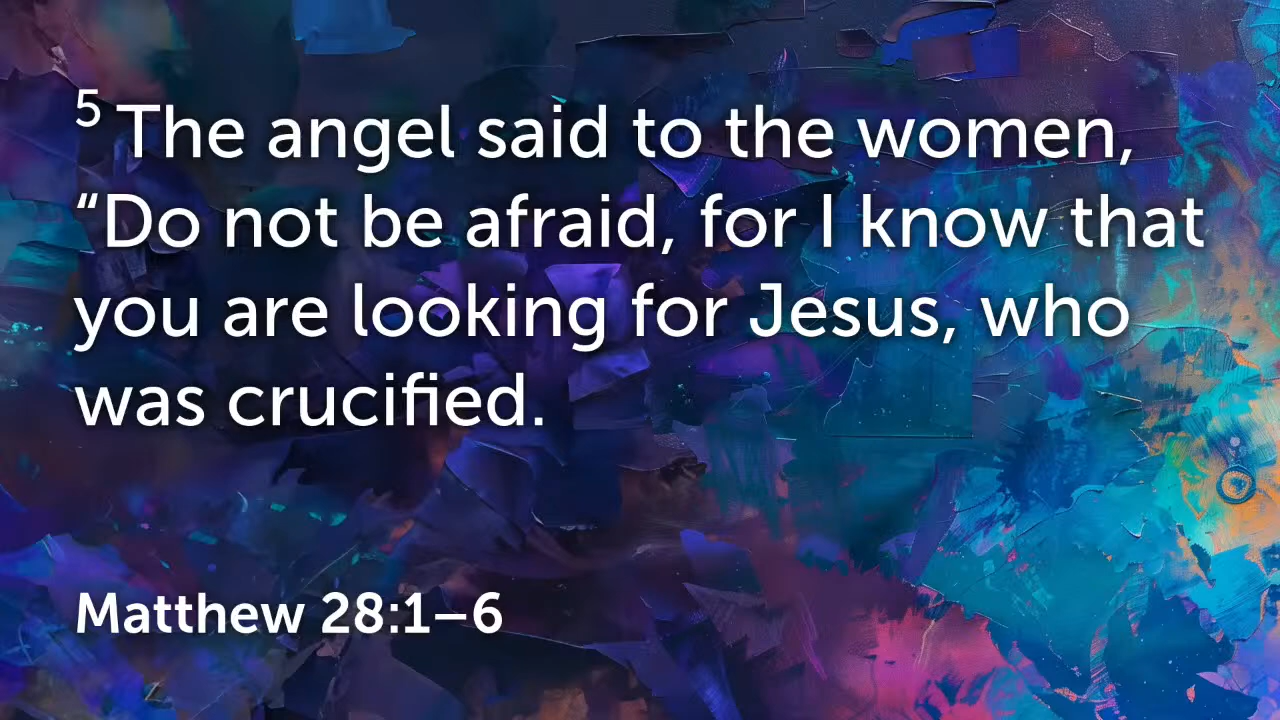 5 The angel said to the women,
“Do not be afraid, for I know that
you are looking for Jesus, who
was crucified.
Matthew 28:1–6